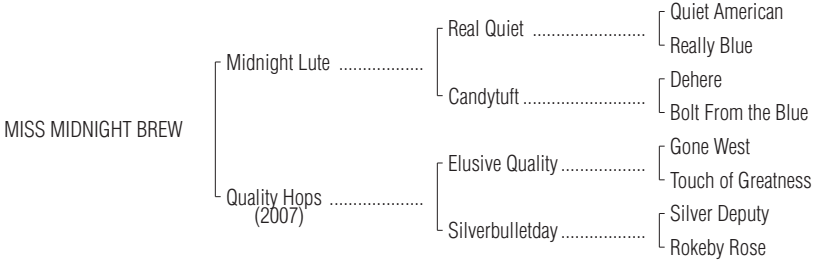 Quiet American
Real Quiet ........................
Really Blue
Midnight Lute ..................
Dehere
Candytuft ..........................
Bolt From the Blue
MISS MIDNIGHT BREW
Gone West
Elusive Quality ..................
Touch of Greatness
Quality Hops ....................
(2007)
Silver Deputy
Silverbulletday ..................
Rokeby Rose